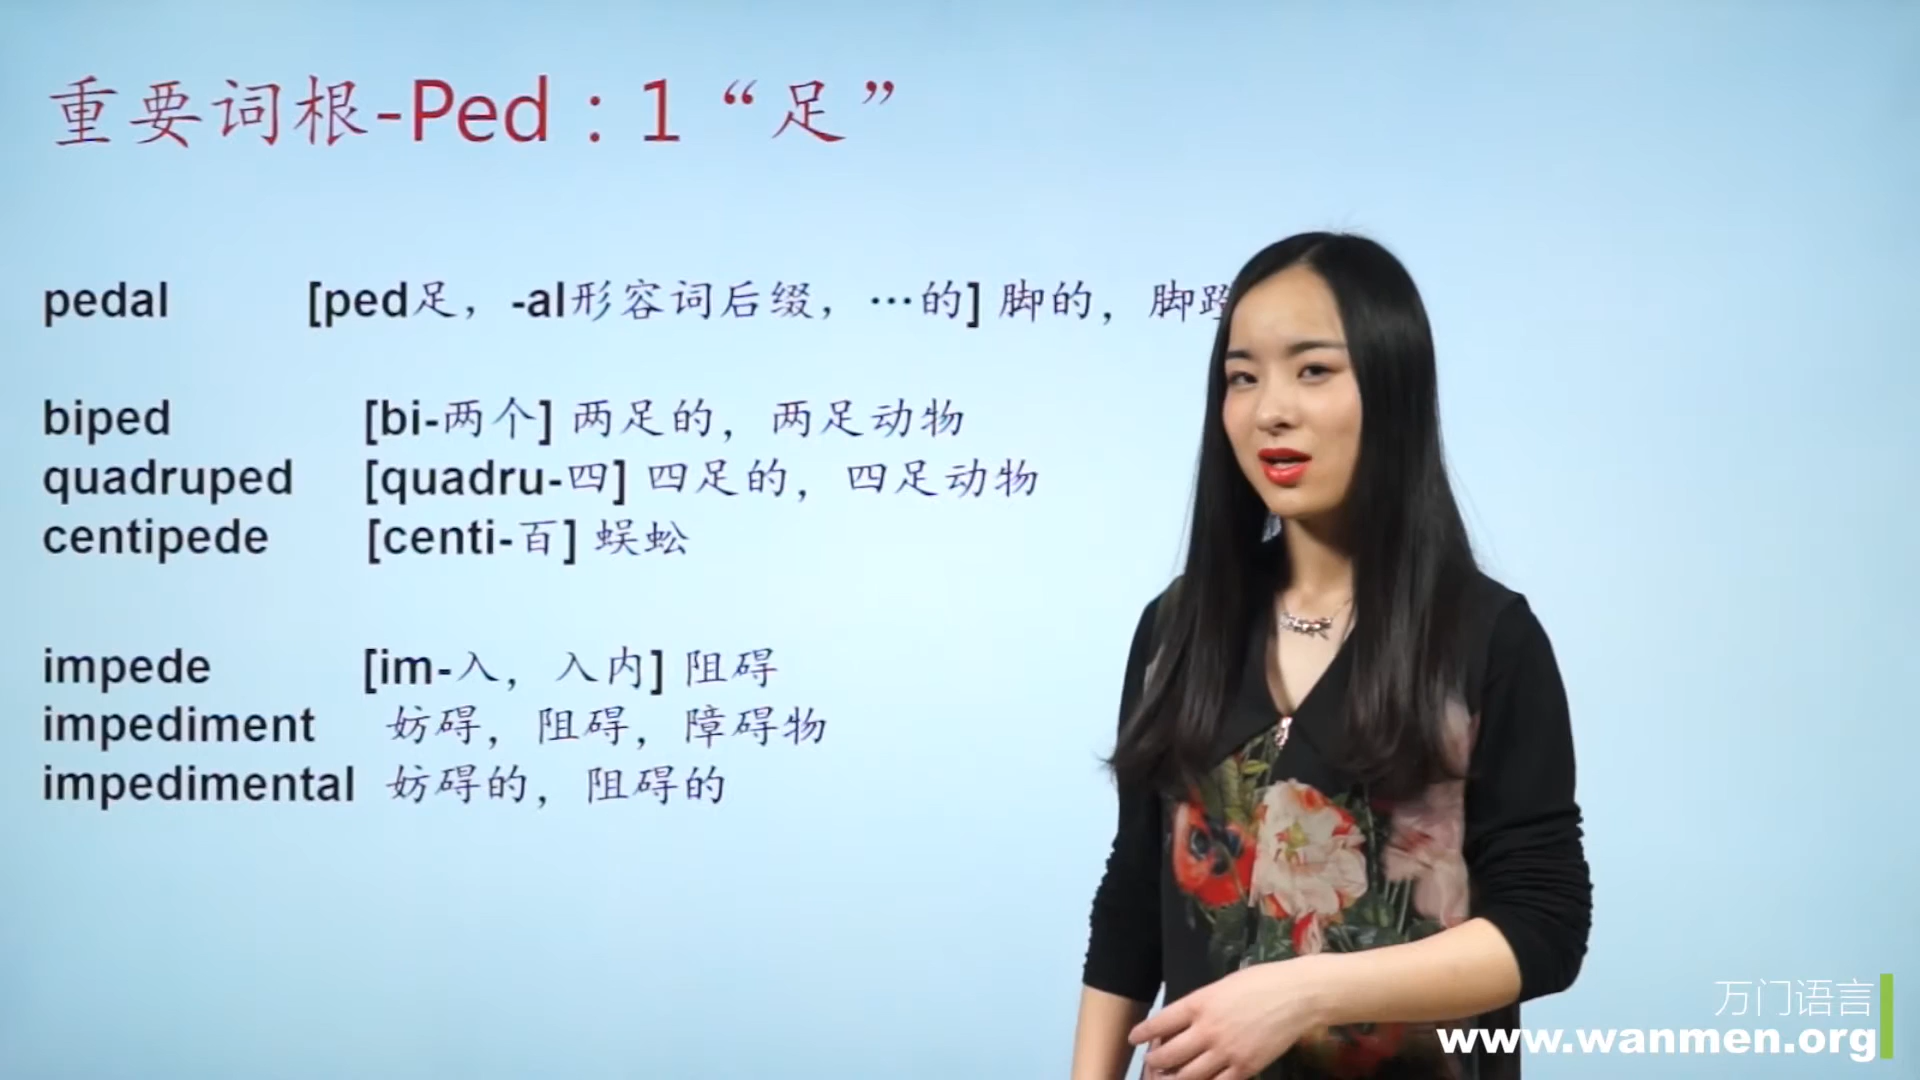 重要词根-Ped：1“足”
pedal [ped足，-al形容词后缀，…的] 脚的，脚蹬
biped [bi-两个] 两足的，两足动物
quadruped [quadru-四] 四足的，四足动物
centipede [centi-百] 蜈蚣
impede [im-入，入内] 阻碍
impediment 妨碍，阻碍，障碍物
impedimental 妨碍的，阻碍的
万门语言
www.wanmen.org